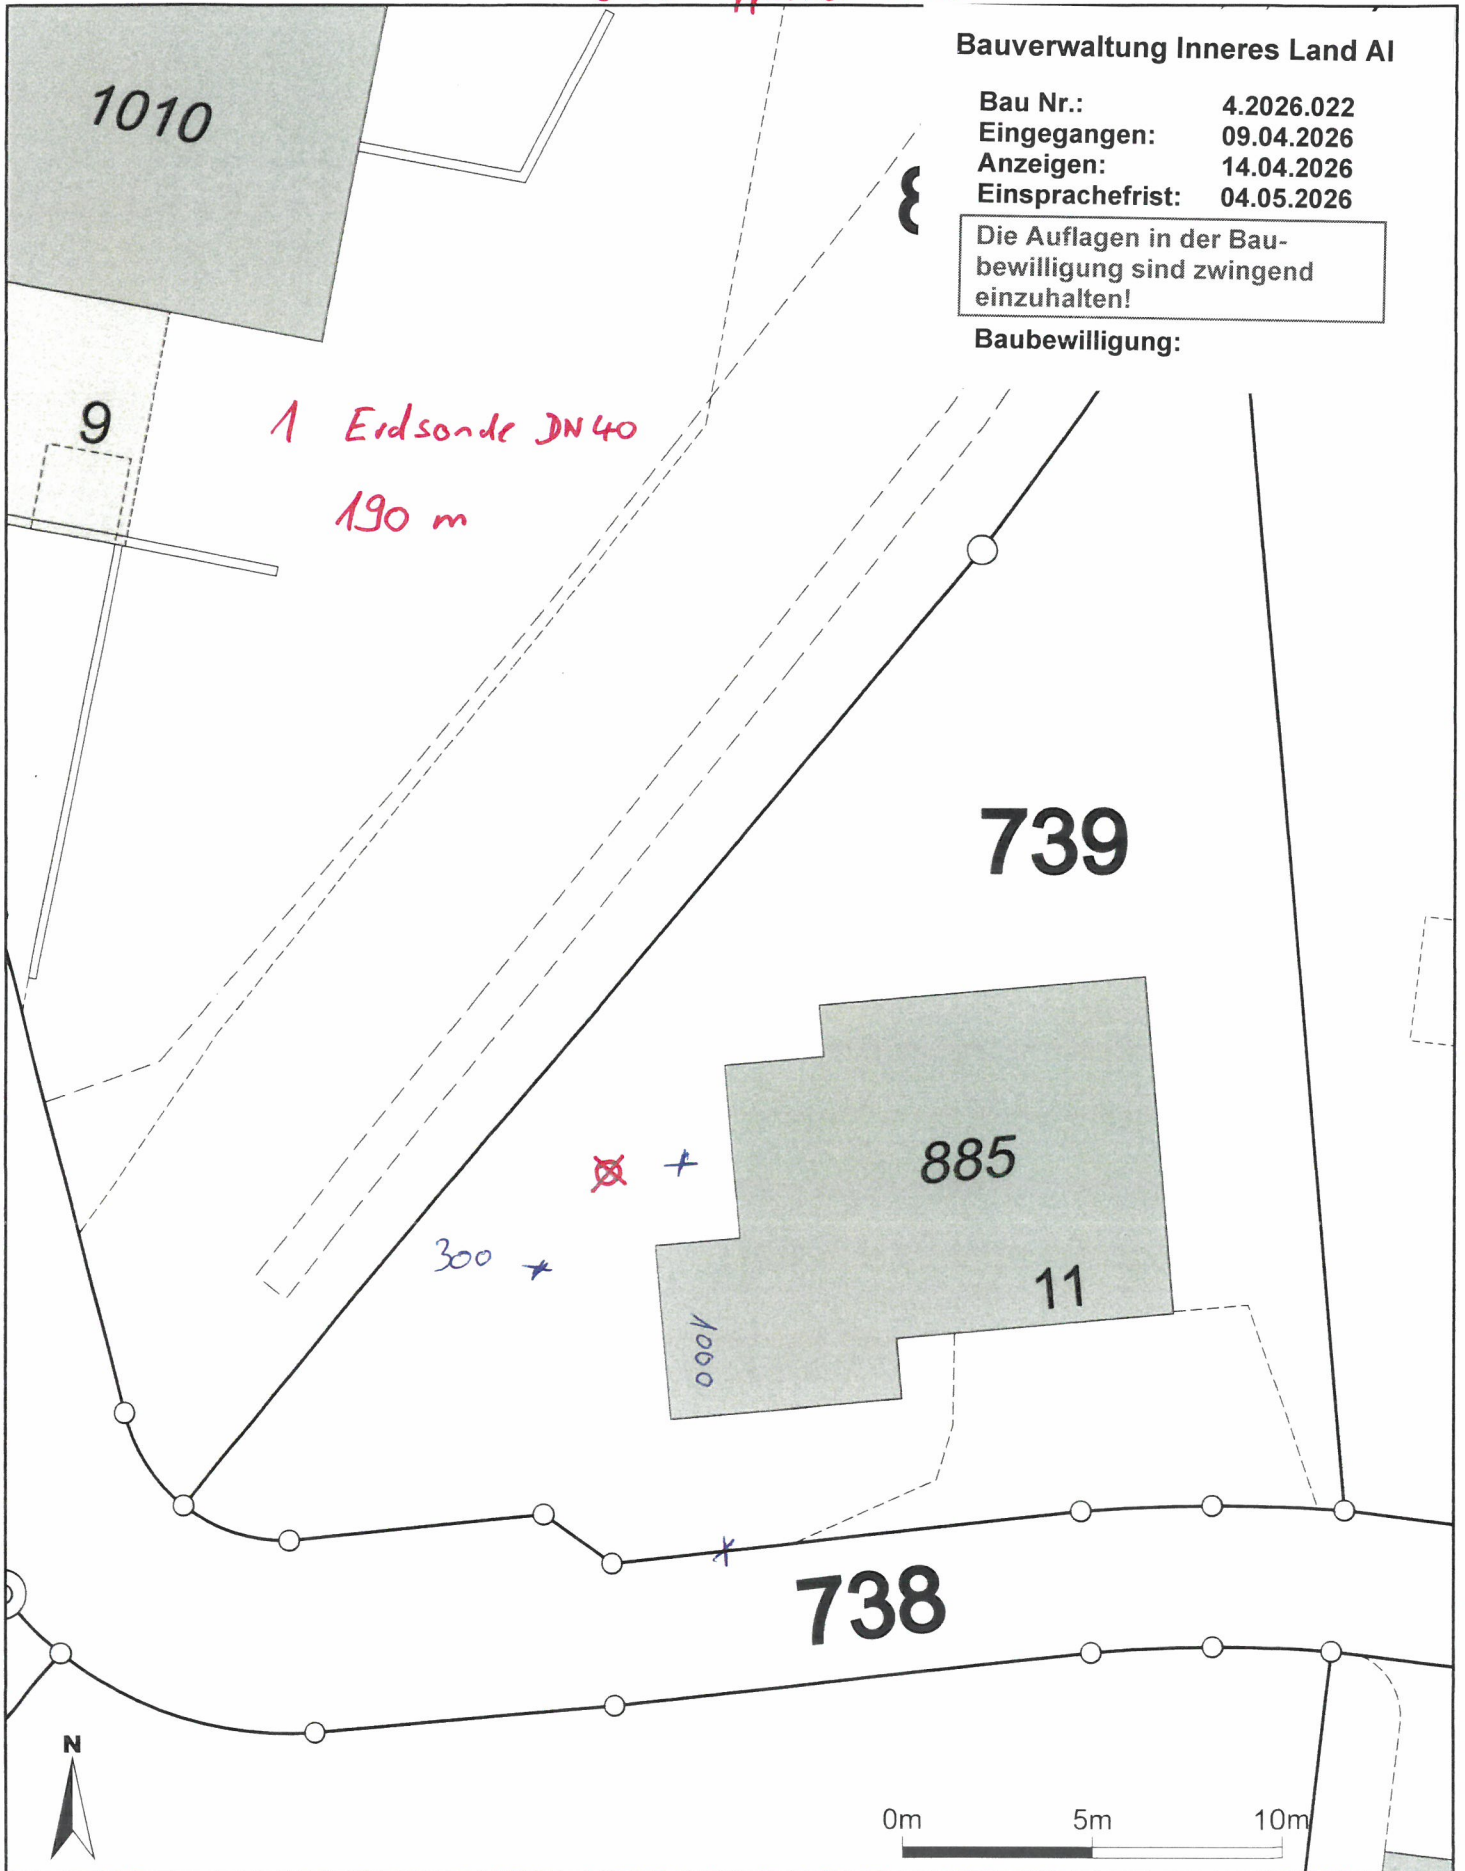 Bauverwaltung Inneres Land AI
Bau Nr.: 4.2026.022
Eingegangen: 09.04.2026
Anzeigen: 14.04.2026
Einsprachefrist: 04.05.2026
Die Auflagen in der Bau-
bewilligung sind zwingend
einzuhalten!
Baubewilligung:
1010
9
1 Erdsonde DN 40
190 m
739
885
11
300
1000
738
N
0m 5m 10m